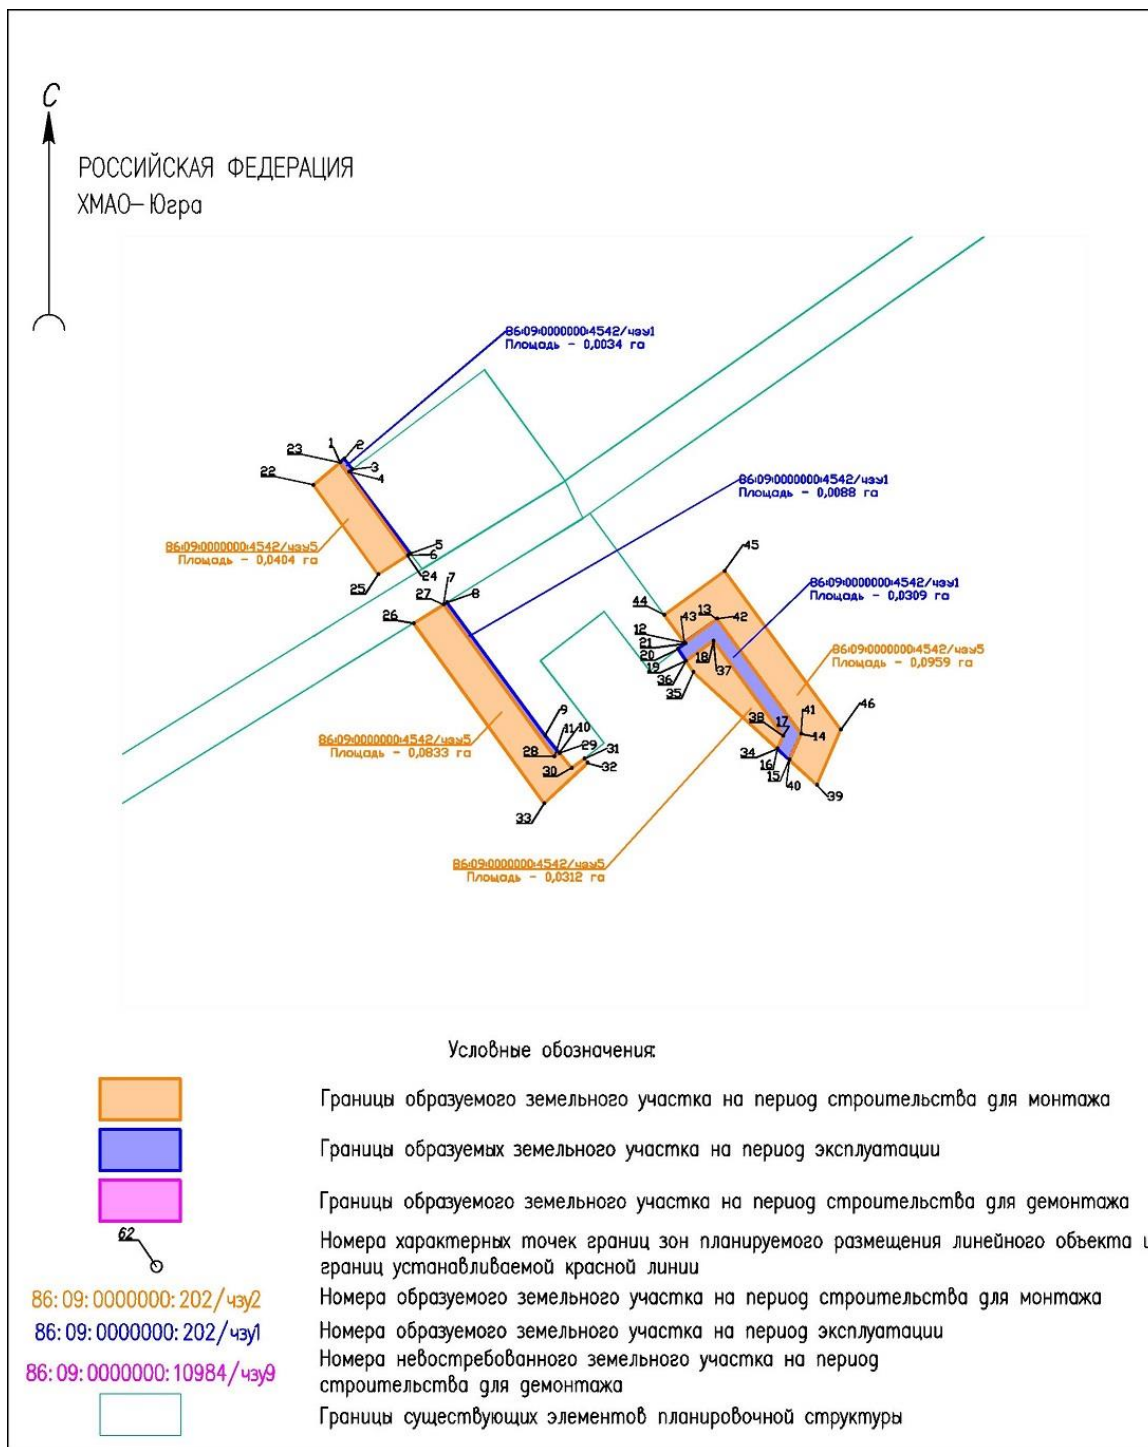 С
РОССИЙСКАЯ ФЕДЕРАЦИЯ
ХМАО-Югра
86:09:0000000:4542/чзу1
Площадь - 0,0034 га
1
2
23
3
4
22
86:09:0000000:4542/чзу1
Площадь - 0,0088 га
86:09:0000000:4542/чзу5
Площадь - 0,0404 га
5
6
24
25
45
7
27
8
26
86:09:0000000:4542/чзу1
Площадь - 0,0309 га
44
13
42
43
12
21
20
19
18
37
36
35
86:09:0000000:4542/чзу5
Площадь - 0,0959 га
46
9
11
10
28
29
31
30
32
33
86:09:0000000:4542/чзу5
Площадь - 0,0833 га
38
17
41
14
34
16
15
40
39
86:09:0000000:4542/чзу5
Площадь - 0,0312 га
Условные обозначения:
Границы образуемого земельного участка на период строительства для монтажа
Границы образуемых земельного участка на период эксплуатации
Границы образуемого земельного участка на период строительства для демонтажа
62
Номера характерных точек границ зон планируемого размещения линейного объекта и
границ устанавливаемой красной линии
86:09:0000000:202/чзу2
Номера образуемого земельного участка на период строительства для монтажа
86:09:0000000:202/чзу1
Номера образуемого земельного участка на период эксплуатации
86:09:0000000:10984/чзу9
Номера невостребованного земельного участка на период
строительства для демонтажа
Границы существующих элементов планировочной структуры